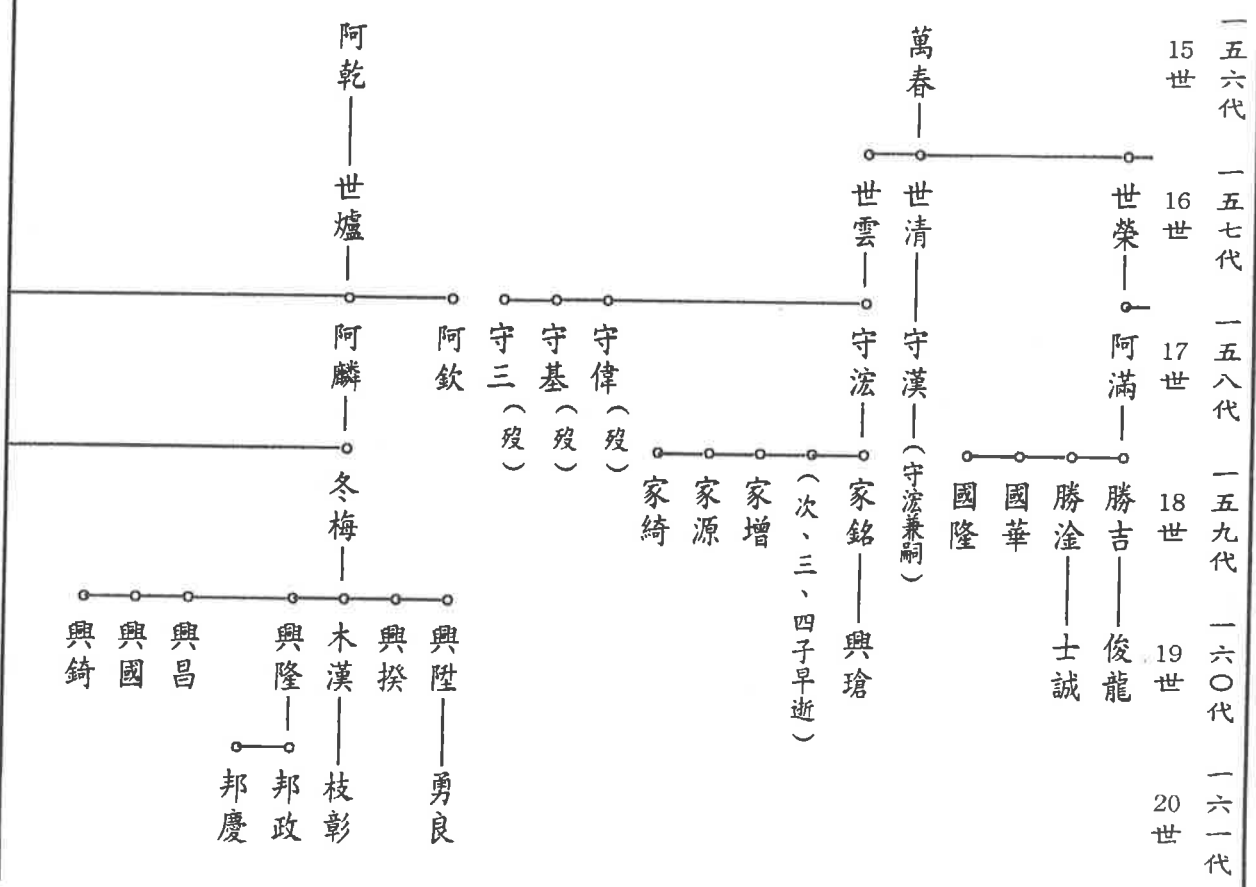 一五六代
15世
一五七代
16世
一五八代
17世
一五九代
18世
一六〇代
19世
一六一代
20世
萬春
世榮
世清
世雲
阿滿
守漢
（守浤兼嗣）
守浤
守偉（歿）
守基（歿）
守三（歿）
勝吉
勝淦
國華
國隆
家銘
（次、三、四子早逝）
家增
家源
家綺
俊龍
士誠
興瑲
阿乾
世爐
阿欽
阿麟
冬梅
興陞
興揆
木漢
興隆
興昌
興國
興錡
勇良
枝彰
邦政
邦慶